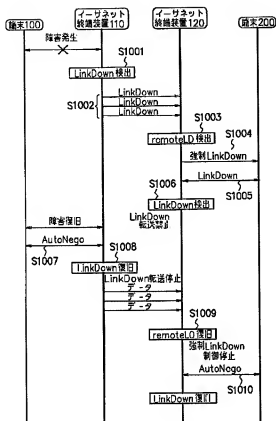 端末100
イーサネット
終端装置110
イーサネット
終端装置120
端末200
障害発生
S1001
LinkDown検出
S1002
LinkDown
LinkDown
LinkDown
S1003
remoteLD検出
S1004
強制LinkDown
LinkDown
S1005
S1006
LinkDown検出
LinkDown
転送禁止
障害復旧
AutoNego
S1007
S1008
LinkDown復旧
LinkDown転送停止
データ
データ
データ
S1009
remoteLD復旧
強制LinkDown
制御停止
AutoNego
S1010
LinkDown復旧